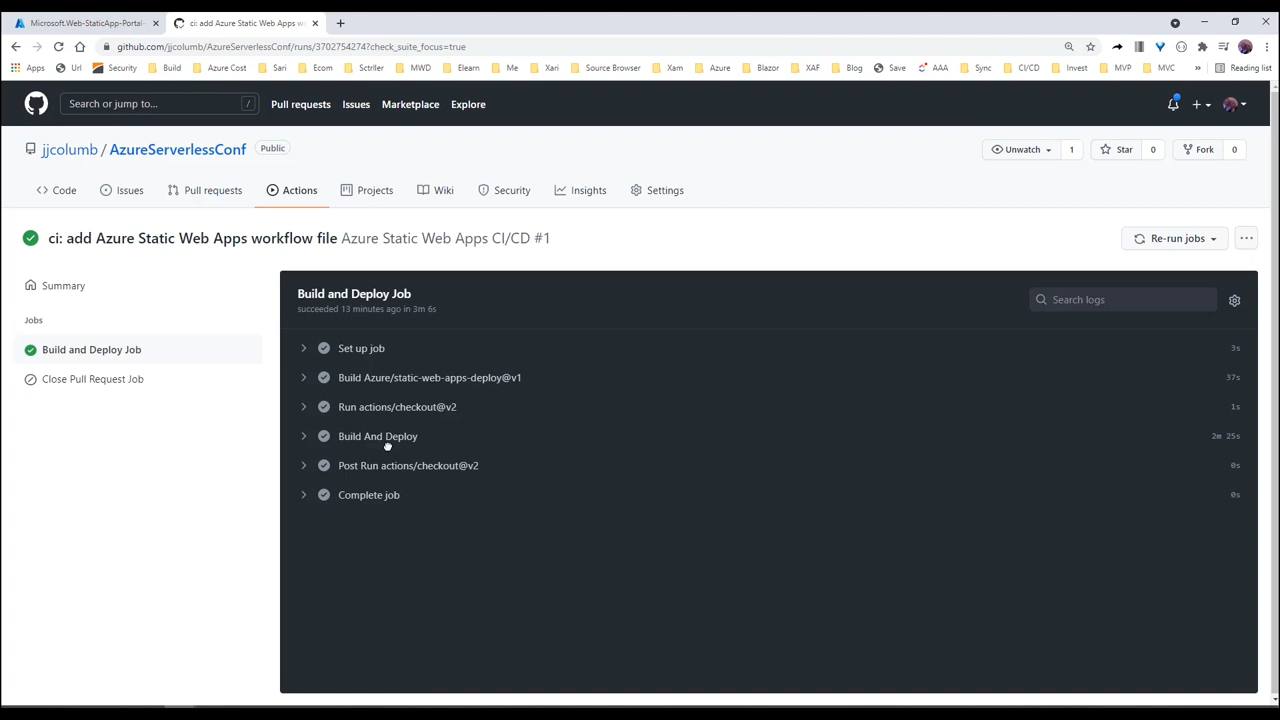 Microsoft.Web-StaticApp-Portal-
ci: add Azure Static Web Apps wo
github.com/jjcolumb/AzureServerlessConf/runs/3702754274?check_suite_focus=true
Apps Url Security Build Azure Cost Sari Ecom Sctrller MWD Elearn Me Xari Source Browser Xam Azure Blazor XAF Blog Save AAA Sync CI/CD Invest MVP MVC » Reading list
Search or jump to... / Pull requests Issues Marketplace Explore
jjcolumb / AzureServerlessConf Public Unwatch 1 Star 0 Fork 0
Code Issues Pull requests Actions Projects Wiki Security Insights Settings
ci: add Azure Static Web Apps workflow file Azure Static Web Apps CI/CD #1 Re-run jobs
Summary
Jobs
Build and Deploy Job
Close Pull Request Job
Build and Deploy Job
succeeded 13 minutes ago in 3m 6s
Search logs
Set up job 3s
Build Azure/static-web-apps-deploy@v1 37s
Run actions/checkout@v2 1s
Build And Deploy 2m 25s
Post Run actions/checkout@v2 0s
Complete job 0s